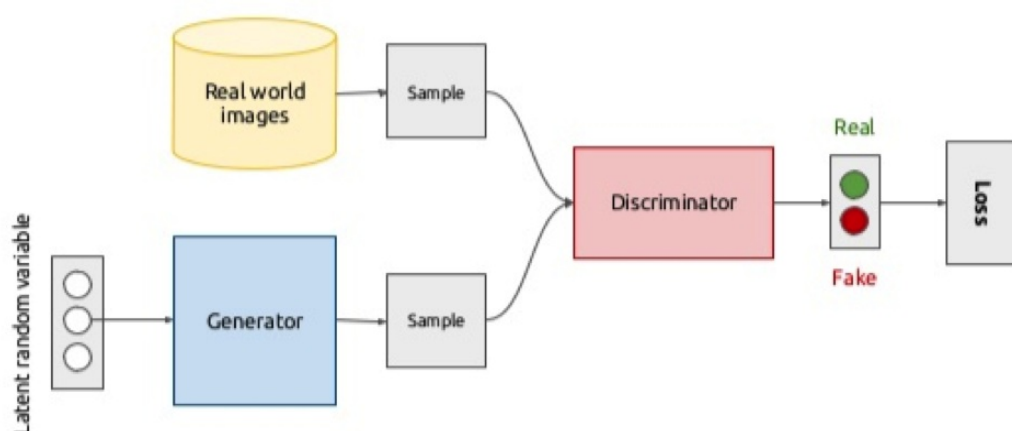 Real world
images
Sample
Real
Discriminator
Loss
Fake
Latent random variable
Generator
Sample